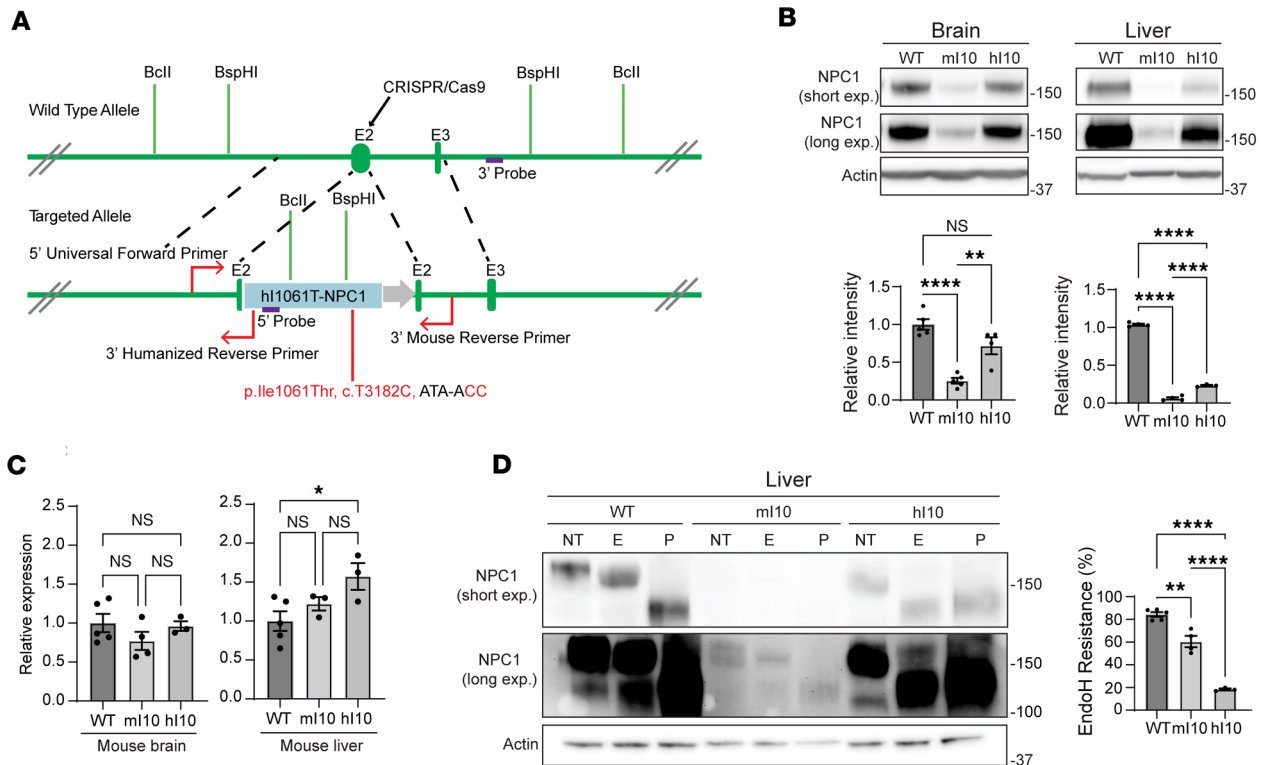 A
BclI
BspHI
BspHI
BclI
CRISPR/Cas9
Wild Type Allele
E2
E3
3’ Probe
Targeted Allele
BclI
BspHI
5’ Universal Forward Primer
E2
E2
E3
hI1061T-NPC1
5’ Probe
3’ Humanized Reverse Primer
3’ Mouse Reverse Primer
p.Ile1061Thr, c.T3182C, ATA-ACC
B
Brain
Liver
WT mI10 hI10
WT mI10 hI10
NPC1
(short exp.)
-150
-150
NPC1
(long exp.)
-150
-150
Actin
-37
-37
NS
**
****
Relative intensity
1.5
1.0
0.5
0.0
WT mI10 hI10
****
****
****
Relative intensity
1.5
1.0
0.5
0.0
WT mI10 hI10
C
Relative expression
2.5
2.0
1.5
1.0
0.5
0.0
NS
NS NS
WT mI10 hI10
Mouse brain
2.5
2.0
1.5
1.0
0.5
0.0
*
NS NS
WT mI10 hI10
Mouse liver
D
Liver
WT mI10 hI10
NT E P NT E P NT E P
NPC1
(short exp.)
-150
NPC1
(long exp.)
-150
-100
Actin
-37
****
****
**
EndoH Resistance (%)
100
80
60
40
20
0
WT mI10 hI10